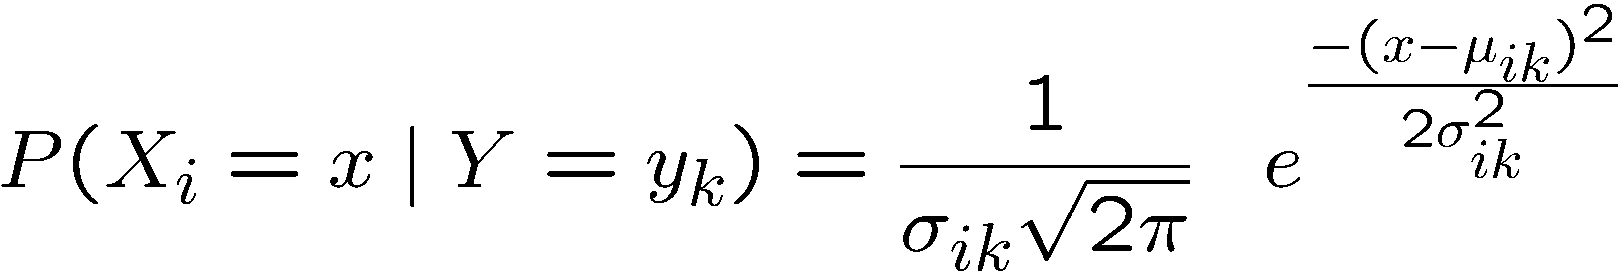 P(X_i = x | Y = y_k) = \frac{1}{\sigma_{ik}\sqrt{2\pi}} e^{\frac{-(x-\mu_{ik})^2}{2\sigma_{ik}^2}}